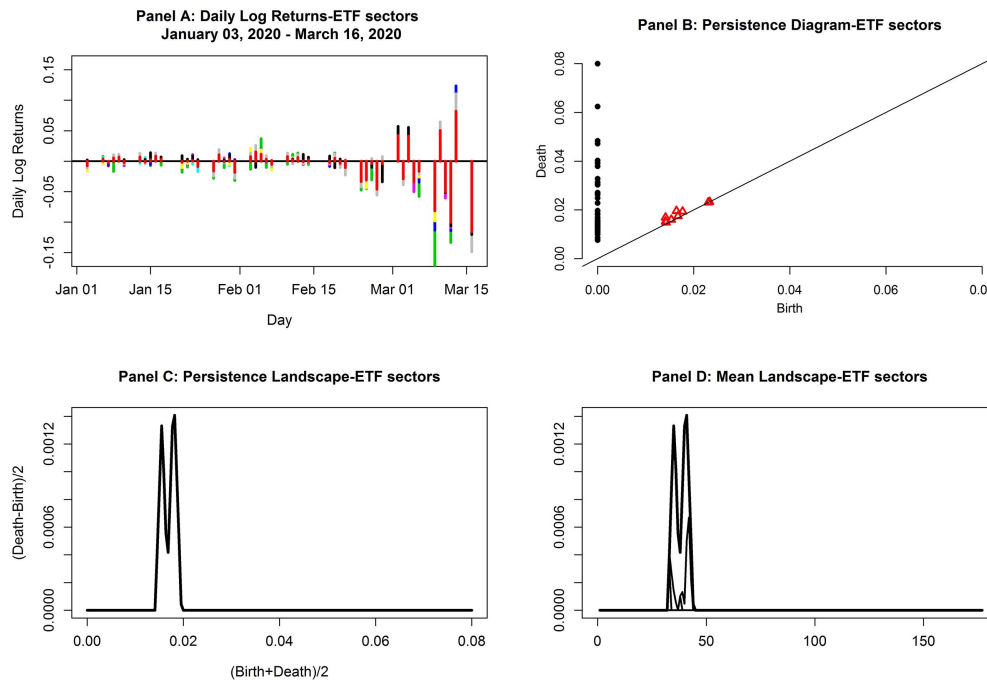 Panel A: Daily Log Returns-ETF sectors
January 03, 2020 - March 16, 2020
Daily Log Returns
0.15
0.05
-0.05
-0.15
Jan 01
Jan 15
Feb 01
Feb 15
Mar 01
Mar 15
Day
Panel B: Persistence Diagram-ETF sectors
Death
0.08
0.06
0.04
0.02
0.00
0.00
0.02
0.04
0.06
0.0
Birth
Panel C: Persistence Landscape-ETF sectors
(Death-Birth)/2
0.0012
0.0006
0.0000
0.00
0.02
0.04
0.06
0.08
(Birth+Death)/2
Panel D: Mean Landscape-ETF sectors
0.0012
0.0006
0.0000
0
50
100
150